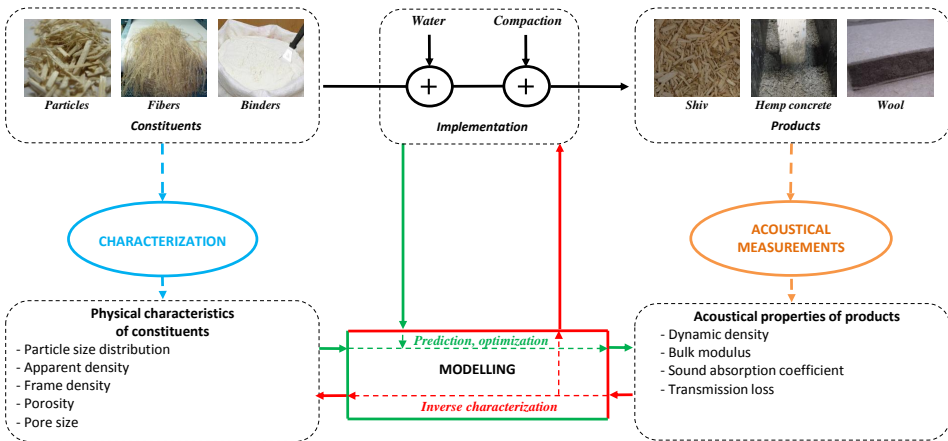 Water
Compaction
+
+
Particles
Fibers
Binders
Constituents
Implementation
Shiv
Hemp concrete
Wool
Products
CHARACTERIZATION
ACOUSTICAL
MEASUREMENTS
Physical characteristics
of constituents
- Particle size distribution
- Apparent density
- Frame density
- Porosity
- Pore size
Prediction, optimization
MODELLING
Inverse characterization
Acoustical properties of products
- Dynamic density
- Bulk modulus
- Sound absorption coefficient
- Transmission loss